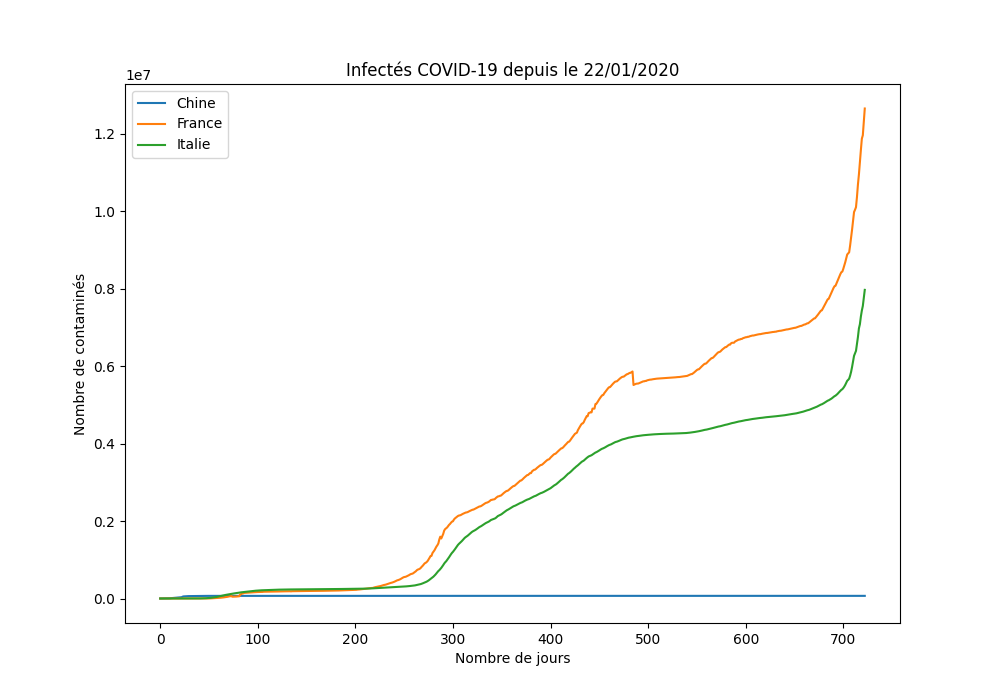 Infectés COVID-19 depuis le 22/01/2020
1e7
Chine
France
Italie
1.2
1.0
0.8
0.6
0.4
0.2
0.0
Nombre de contaminés
0 100 200 300 400 500 600 700
Nombre de jours